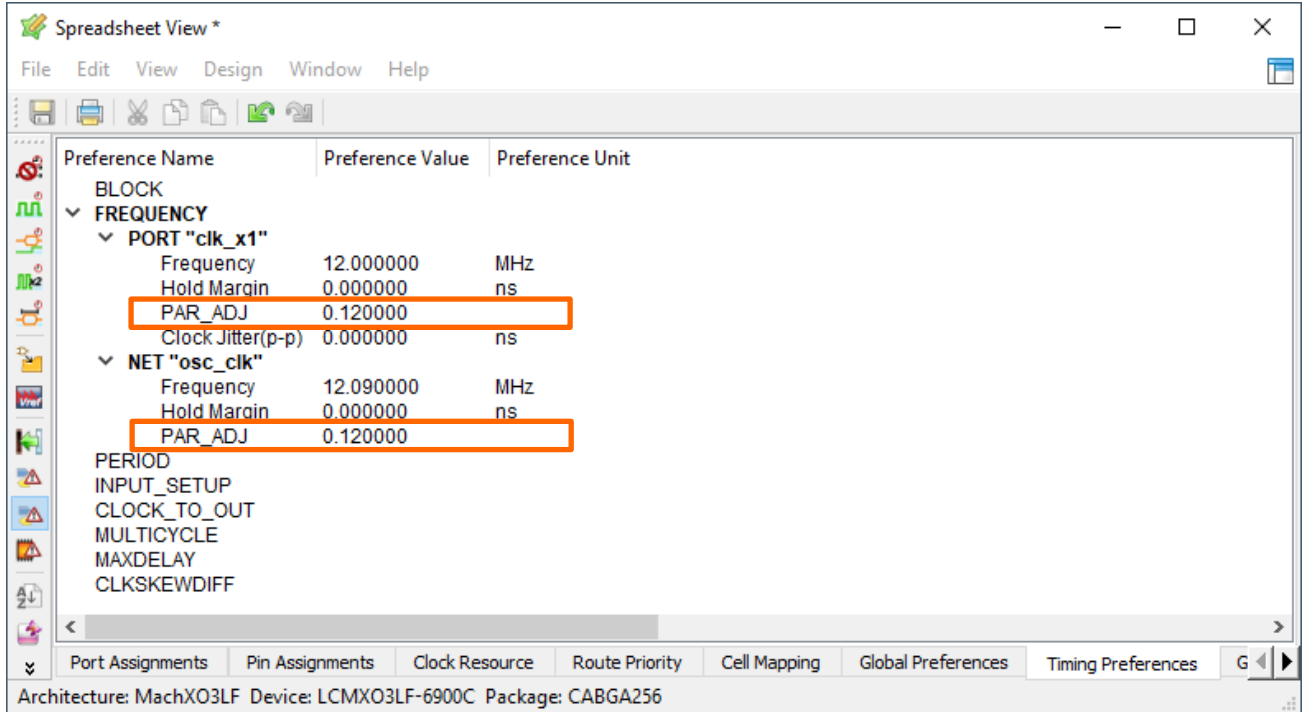 Spreadsheet View *
File Edit View Design Window Help
Preference Name Preference Value Preference Unit
BLOCK
FREQUENCY
PORT "clk_x1"
Frequency 12.000000 MHz
Hold Margin 0.000000 ns
PAR_ADJ 0.120000
Clock Jitter(p-p) 0.000000 ns
NET "osc_clk"
Frequency 12.090000 MHz
Hold Margin 0.000000 ns
PAR_ADJ 0.120000
PERIOD
INPUT_SETUP
CLOCK_TO_OUT
MULTICYCLE
MAXDELAY
CLKSKEWDIFF
x2
Vref
A
Z
Port Assignments Pin Assignments Clock Resource Route Priority Cell Mapping Global Preferences Timing Preferences G
Architecture: MachXO3LF Device: LCMXO3LF-6900C Package: CABGA256